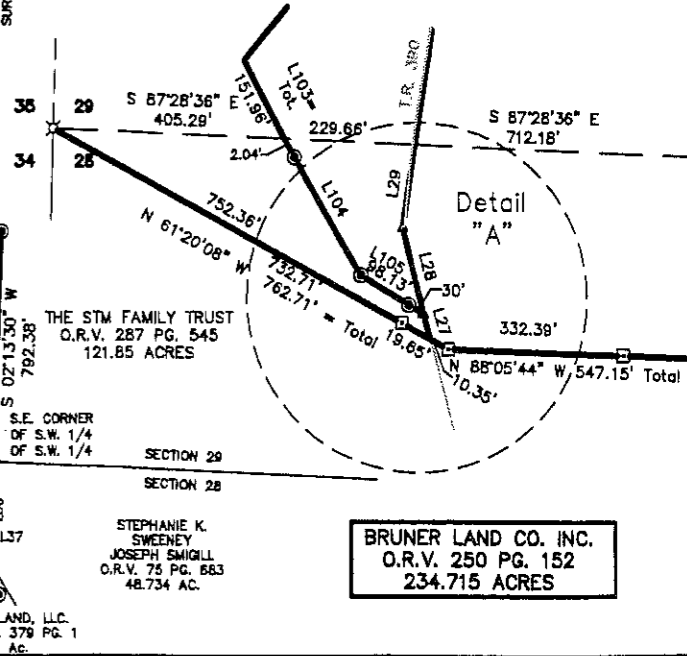 SUR
35 29
34 28
S 87°28'36" E
405.29'
L103=
Tot.
151.96'
2.04'
229.66'
T.R. 380
S 87°28'36" E
712.18'
L104
L29
Detail
"A"
752.36'
N 61°20'08" W
732.71'
762.71' = Total
L105
98.13'
L28
30'
L27
19.65'
332.39'
N 88°05'44" W 547.15' Total
10.35'
S 02°13'30" W
792.38'
THE STM FAMILY TRUST
O.R.V. 287 PG. 545
121.85 ACRES
S.E. CORNER
OF S.W. 1/4
OF S.W. 1/4
SECTION 29
SECTION 28
L37
STEPHANIE K.
SWEENEY
JOSEPH SMIGILL
O.R.V. 75 PG. 683
48.734 AC.
BRUNER LAND CO. INC.
O.R.V. 250 PG. 152
234.715 ACRES
LAND, LLC.
379 PG. 1
Ac.